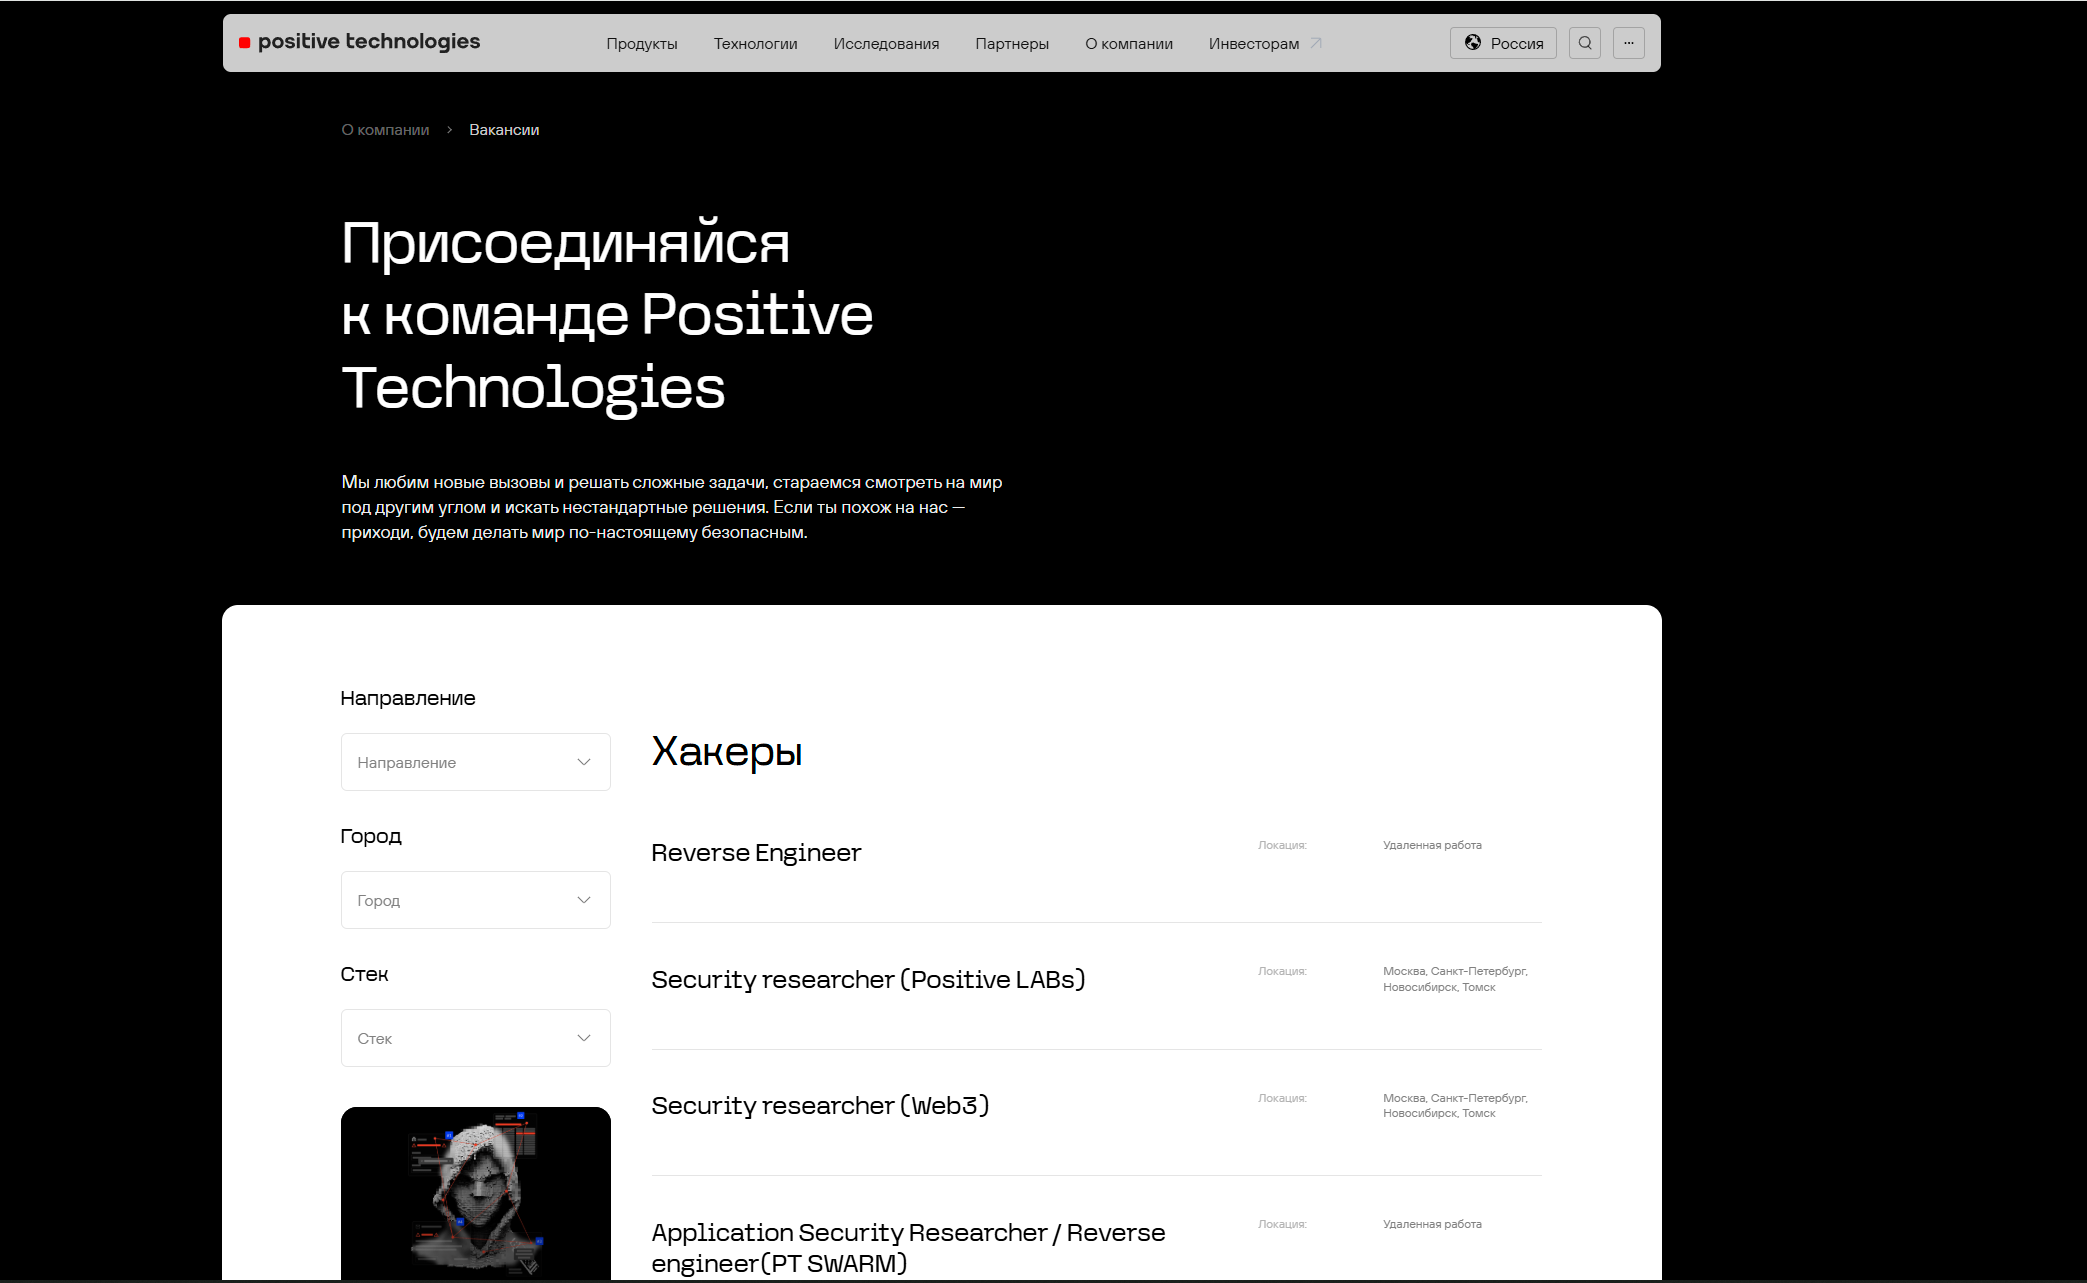 positive technologies
Продукты
Технологии
Исследования
Партнеры
О компании
Инвесторам
Россия
О компании
Вакансии
Присоединяйся
к команде Positive
Technologies
Мы любим новые вызовы и решать сложные задачи, стараемся смотреть на мир
под другим углом и искать нестандартные решения. Если ты похож на нас —
приходи, будем делать мир по-настоящему безопасным.
Направление
Направление
Город
Город
Стек
Стек
Хакеры
Reverse Engineer
Локация:
Удаленная работа
Security researcher (Positive LABs)
Локация:
Москва, Санкт-Петербург,
Новосибирск, Томск
Security researcher (Web3)
Локация:
Москва, Санкт-Петербург,
Новосибирск, Томск
Application Security Researcher / Reverse
engineer(PT SWARM)
Локация:
Удаленная работа